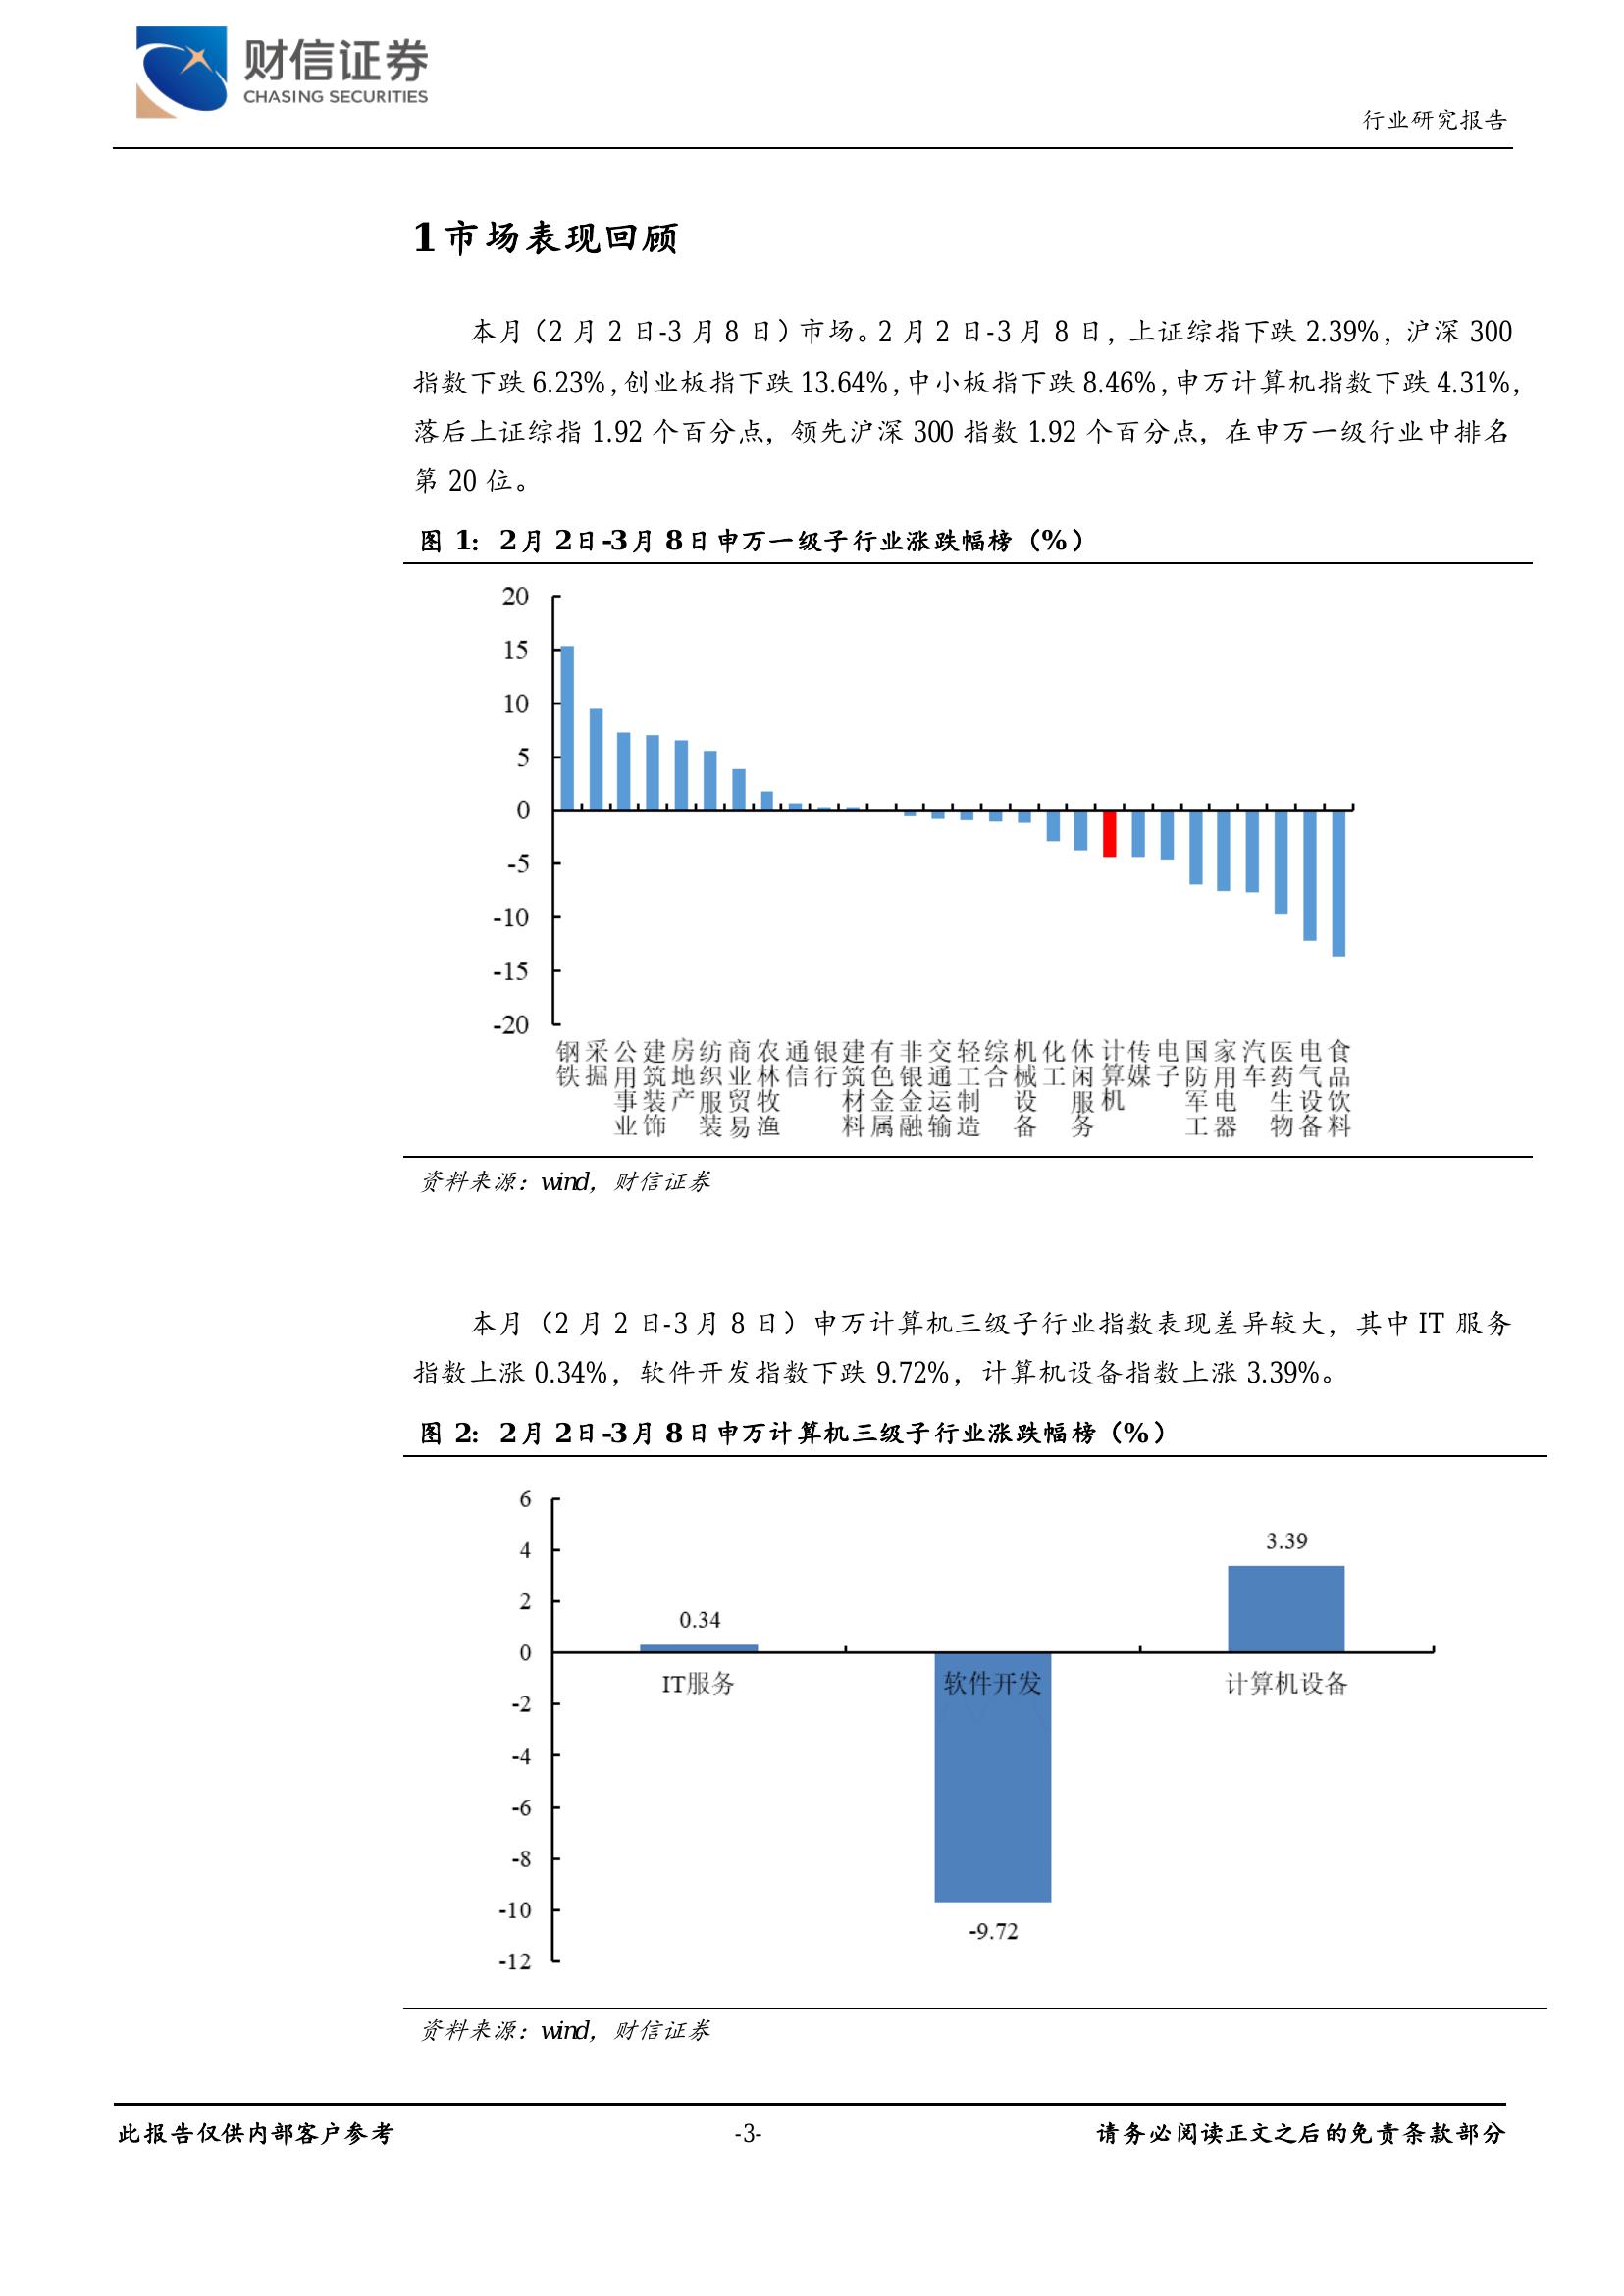 财信证券
CHASING SECURITIES
行业研究报告
1市场表现回顾
本月（2 月 2 日-3 月 8 日）市场。2 月 2 日-3 月 8 日，上证综指下跌 2.39%，沪深 300
指数下跌 6.23%，创业板指下跌 13.64%，中小板指下跌 8.46%，申万计算机指数下跌 4.31%，
落后上证综指 1.92 个百分点，领先沪深 300 指数 1.92 个百分点，在申万一级行业中排名
第 20 位。
图 1: 2月 2日-3月 8日申万一级子行业涨跌幅榜（%）
20
15
10
5
0
-5
-10
-15
-20
钢铁
采掘
公用事业
建筑装饰
房地产
纺织服装
商业贸易
农林牧渔
通信
银行
建筑材料
有色金属
非银金融
交通运输
轻工制造
综合
机械设备
化工
休闲服务
计算机
传媒
电子
国防军工
家用电器
汽车
医药生物
电气设备
食品饮料
资料来源：wind，财信证券
本月（2 月 2 日-3 月 8 日）申万计算机三级子行业指数表现差异较大，其中 IT 服务
指数上涨 0.34%，软件开发指数下跌 9.72%，计算机设备指数上涨 3.39%。
图 2: 2月 2日-3月 8日申万计算机三级子行业涨跌幅榜（%）
6
4
2
0
-2
-4
-6
-8
-10
-12
0.34
IT服务
软件开发
-9.72
3.39
计算机设备
资料来源：wind，财信证券
此报告仅供内部客户参考
-3-
请务必阅读正文之后的免责条款部分